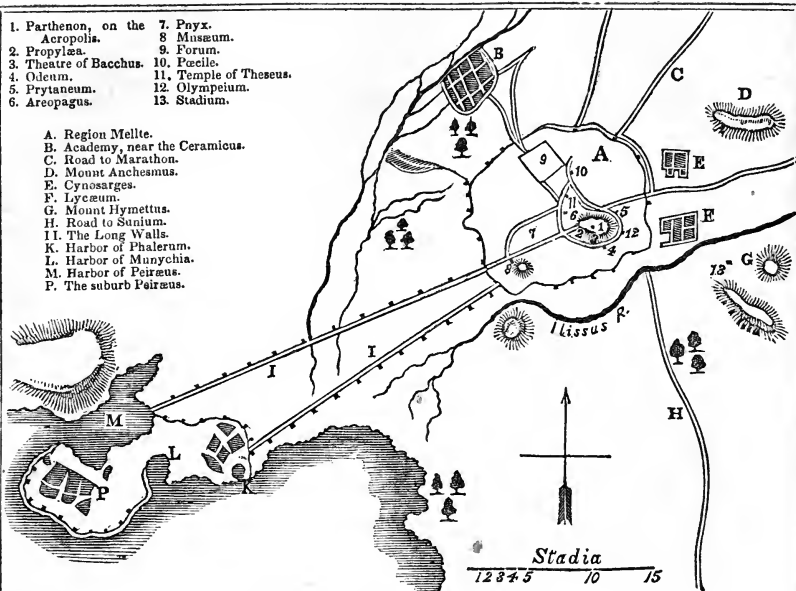 1. Parthenon, on the
Acropolis.
2. Propylæa.
3. Theatre of Bacchus.
4. Odeum.
5. Prytaneum.
6. Areopagus.
7. Pnyx.
8 Musæum.
9. Forum.
10. Pœcile.
11, Temple of Theseus.
12. Olympeium.
13. Stadium.
A. Region Mellte.
B. Academy, near the Ceramicus.
C. Road to Marathon.
D. Mount Anchesmus.
E. Cynosarges.
F. Lycæum.
G. Mount Hymettus.
H. Road to Sunium.
I I. The Long Walls.
K. Harbor of Phalerum.
L. Harbor of Munychia.
M. Harbor of Peiræus.
P. The suburb Peiræus.
B
C
D
A
E
9
10
11
6
5
E
7
2
1
12
4
8
13
G
Ilissus R.
I
I
H
M
L
P
K
Stadia
1 2 3 4 5 10 15